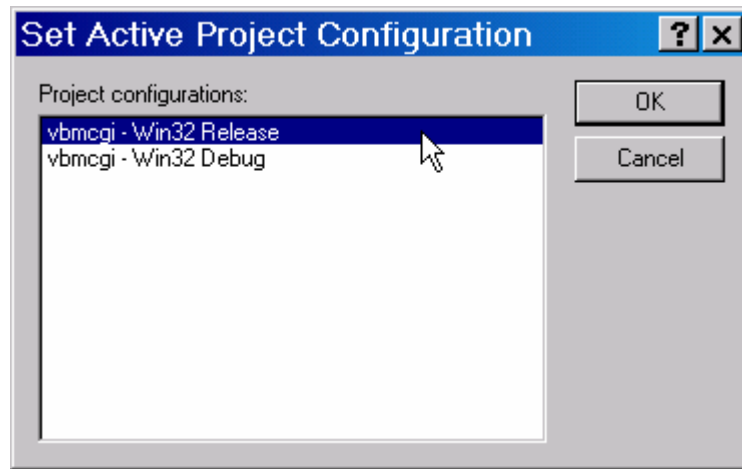 Set Active Project Configuration
Project configurations:
vbmcgi - Win32 Release
vbmcgi - Win32 Debug
OK
Cancel